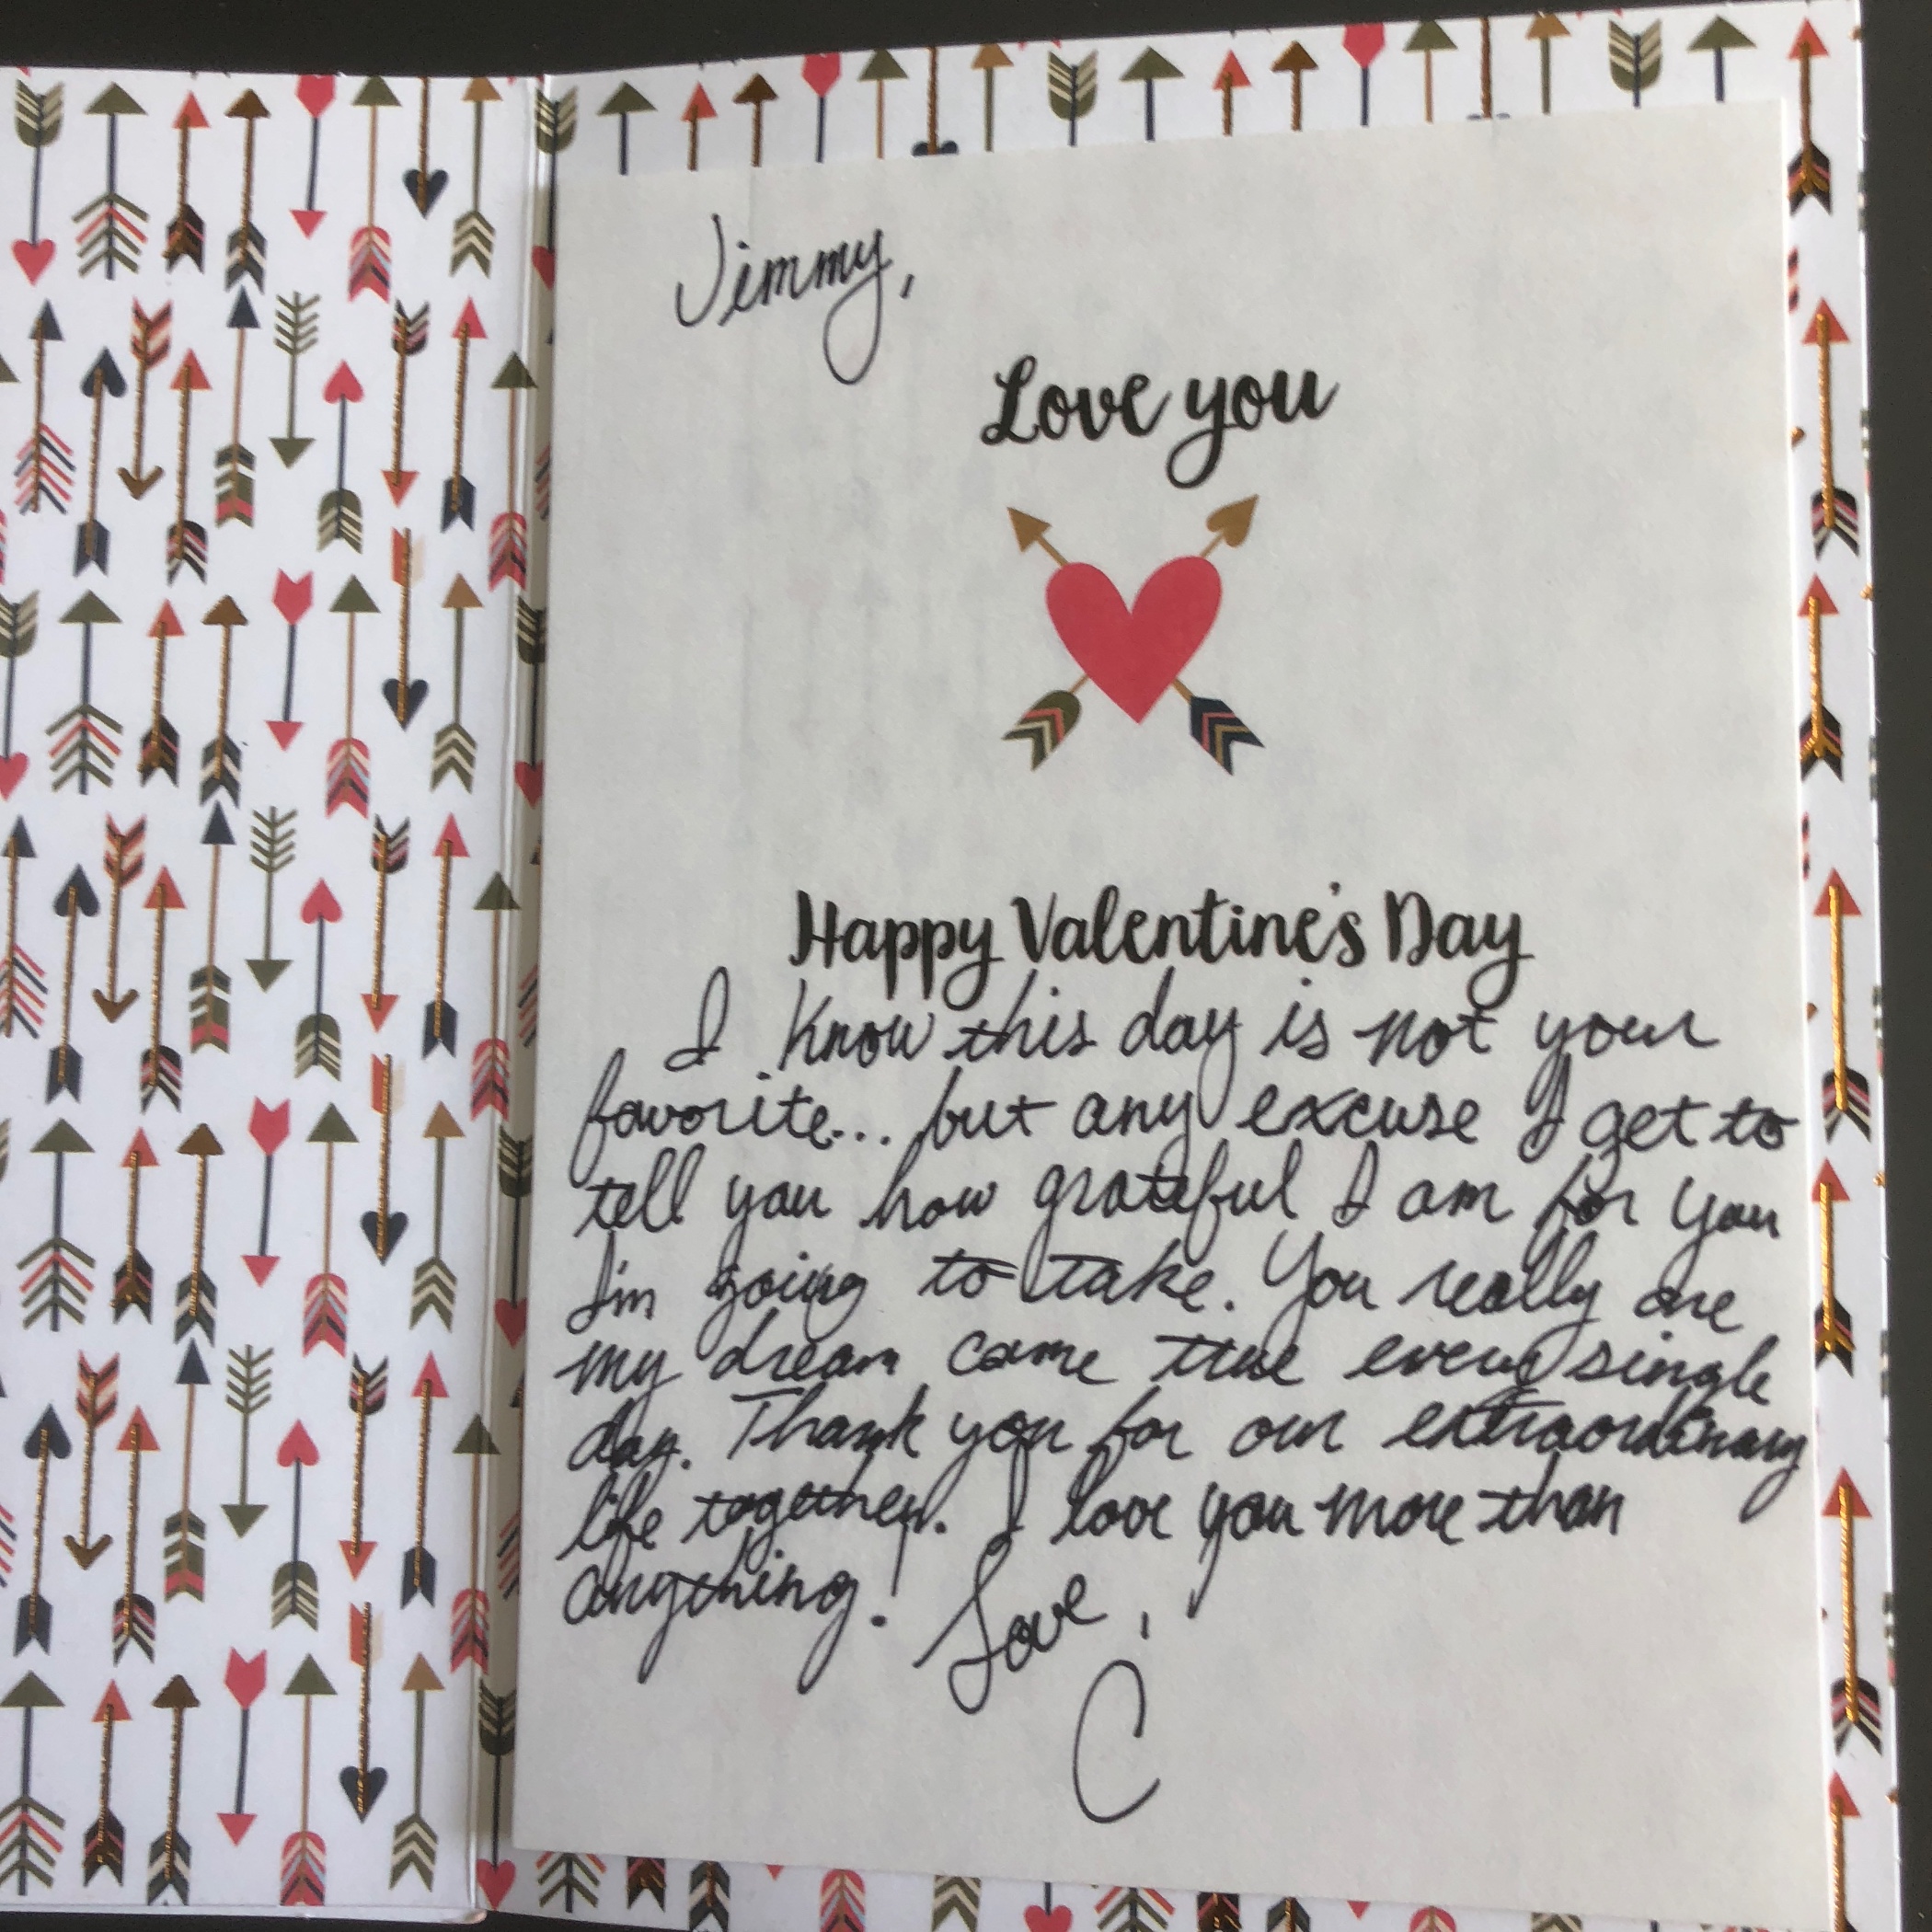 Jimmy,
Love you
Happy Valentine's Day
I know this day is not your
favorite... but any excuse I get to
tell you how grateful I am for you
I'm going to take. You really are
my dream come true every single
day. Thank you for our extraordinary
life together. I love you more than
anything! Love,
C